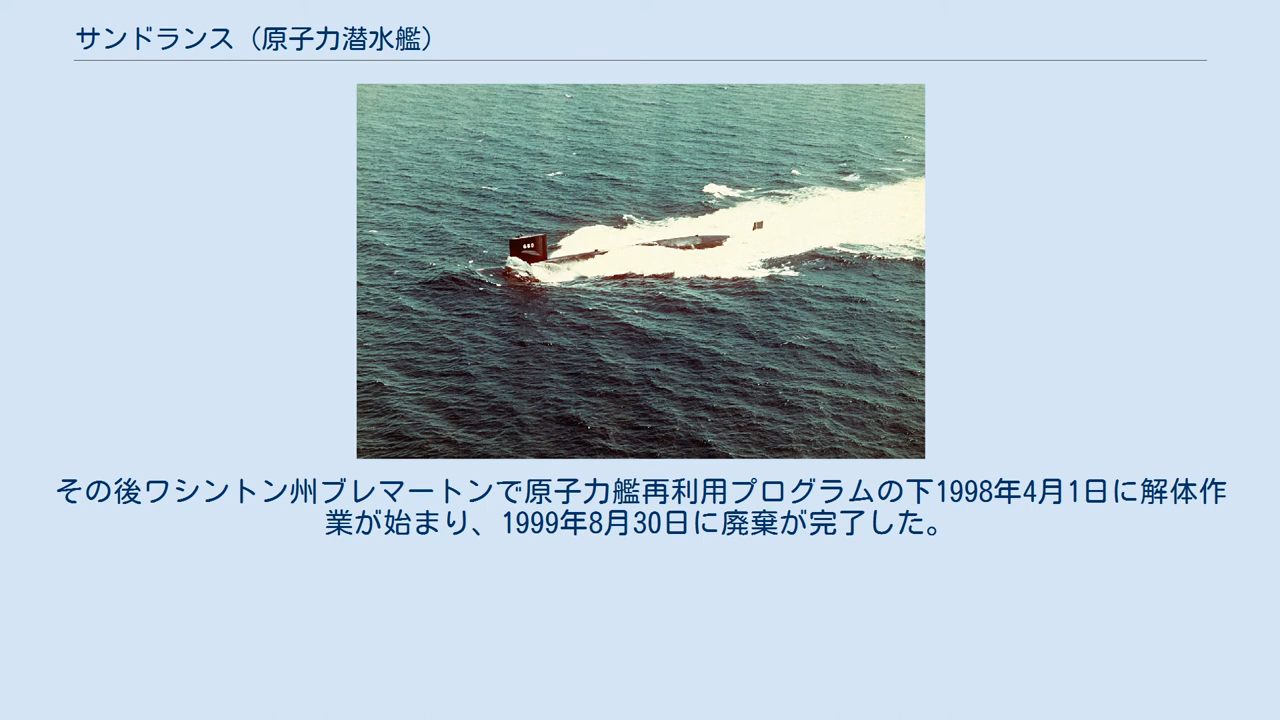 サンドランス（原子力潜水艦）
660
その後ワシントン州ブレマートンで原子力艦再利用プログラムの下1998年4月1日に解体作
業が始まり、1999年8月30日に廃棄が完了した。